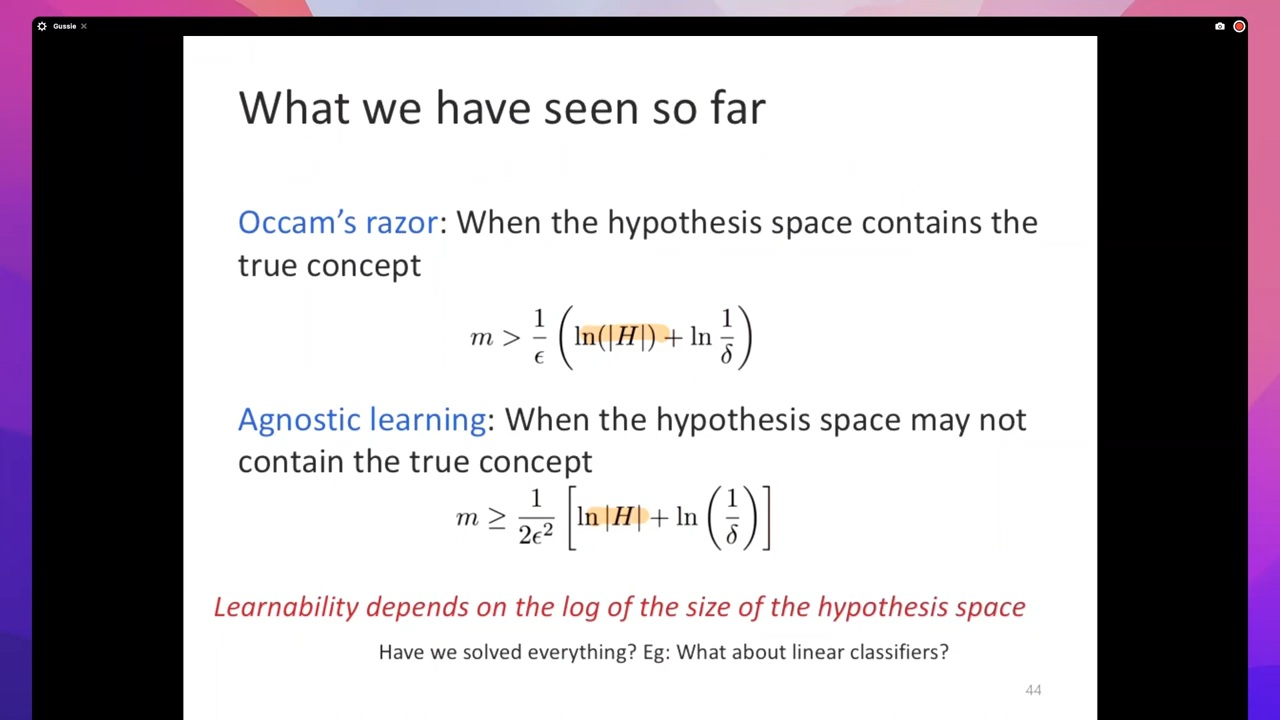 Gussie
What we have seen so far
Occam's razor: When the hypothesis space contains the
true concept
m > 1/ϵ (ln(|H|) + ln 1/δ)
Agnostic learning: When the hypothesis space may not
contain the true concept
m ≥ 1/2ϵ² [ln |H| + ln (1/δ)]
Learnability depends on the log of the size of the hypothesis space
Have we solved everything? Eg: What about linear classifiers?
44